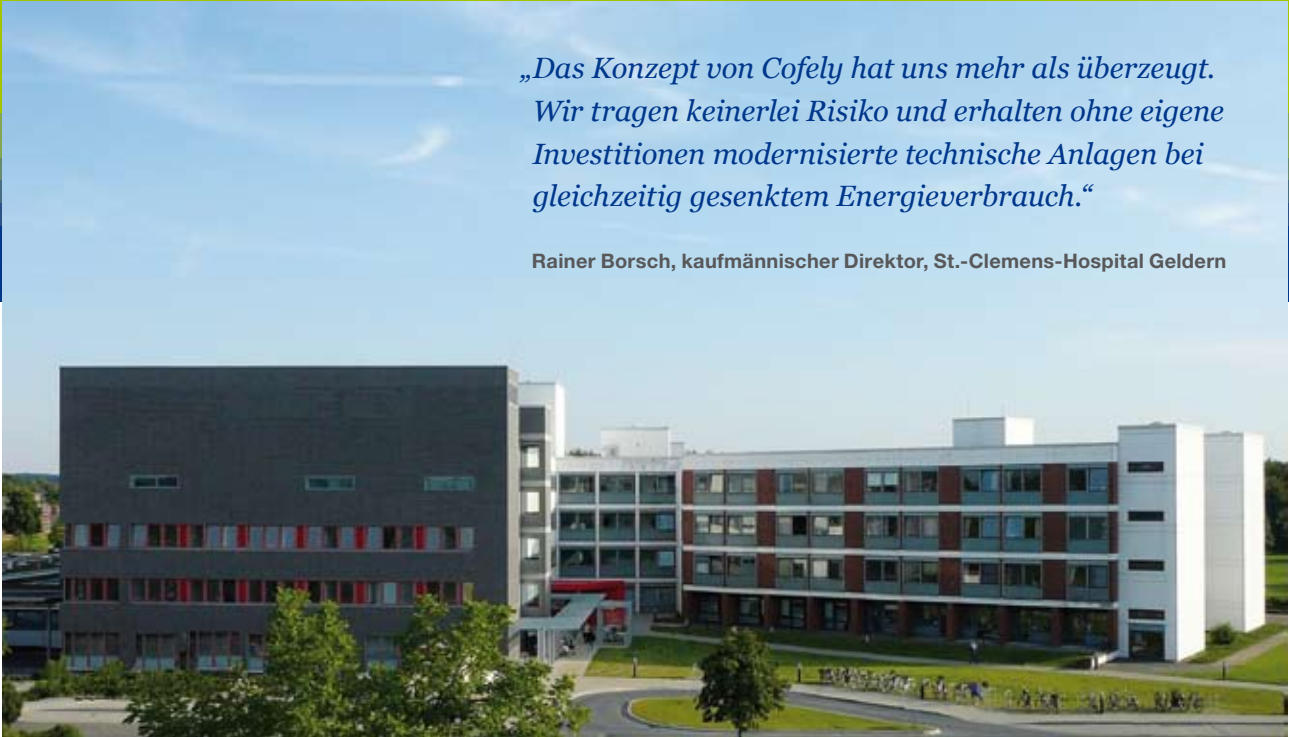 „Das Konzept von Cofely hat uns mehr als überzeugt.
Wir tragen keinerlei Risiko und erhalten ohne eigene
Investitionen modernisierte technische Anlagen bei
gleichzeitig gesenktem Energieverbrauch.“
Rainer Borsch, kaufmännischer Direktor, St.-Clemens-Hospital Geldern